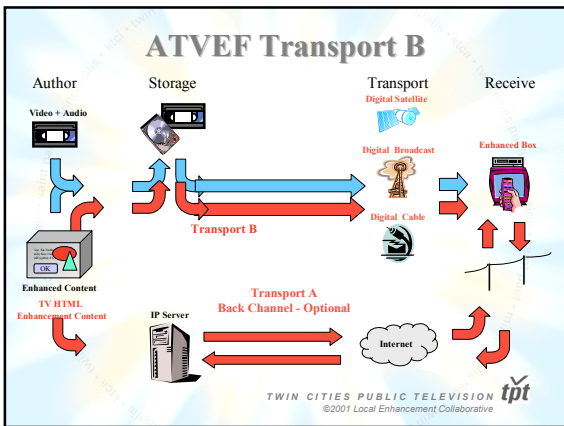 ATVEF Transport B
Author
Storage
Transport
Receive
Video + Audio
Digital Satellite
Digital Broadcast
Enhanced Box
Transport B
Digital Cable
OK
Enhanced Content
TV HTML
Enhancement Content
IP Server
Transport A
Back Channel - Optional
Internet
TWIN CITIES PUBLIC TELEVISION tpt
©2001 Local Enhancement Collaborative